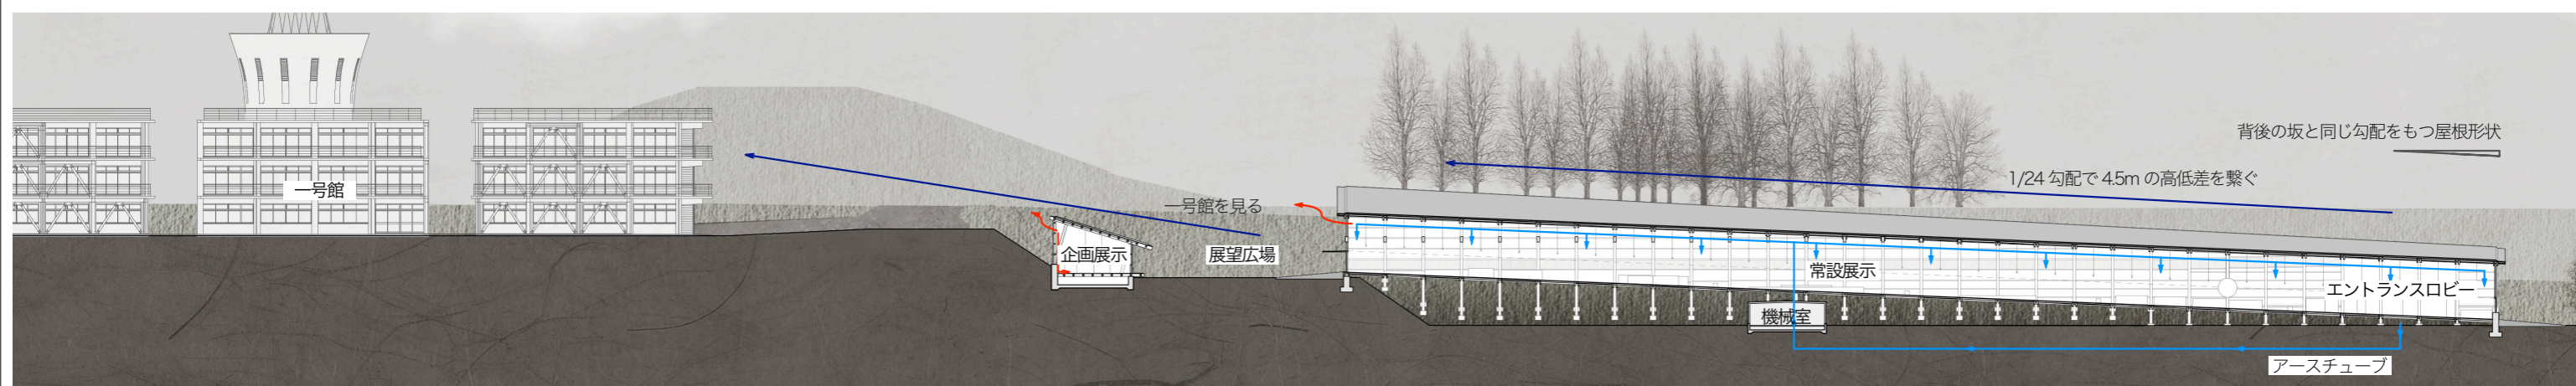 背後の坂と同じ勾配をもつ屋根形状
1/24 勾配で 4.5m の高低差を繋ぐ
一号館
一号館を見る
企画展示
展望広場
常設展示
エントランスロビー
機械室
アースチューブ